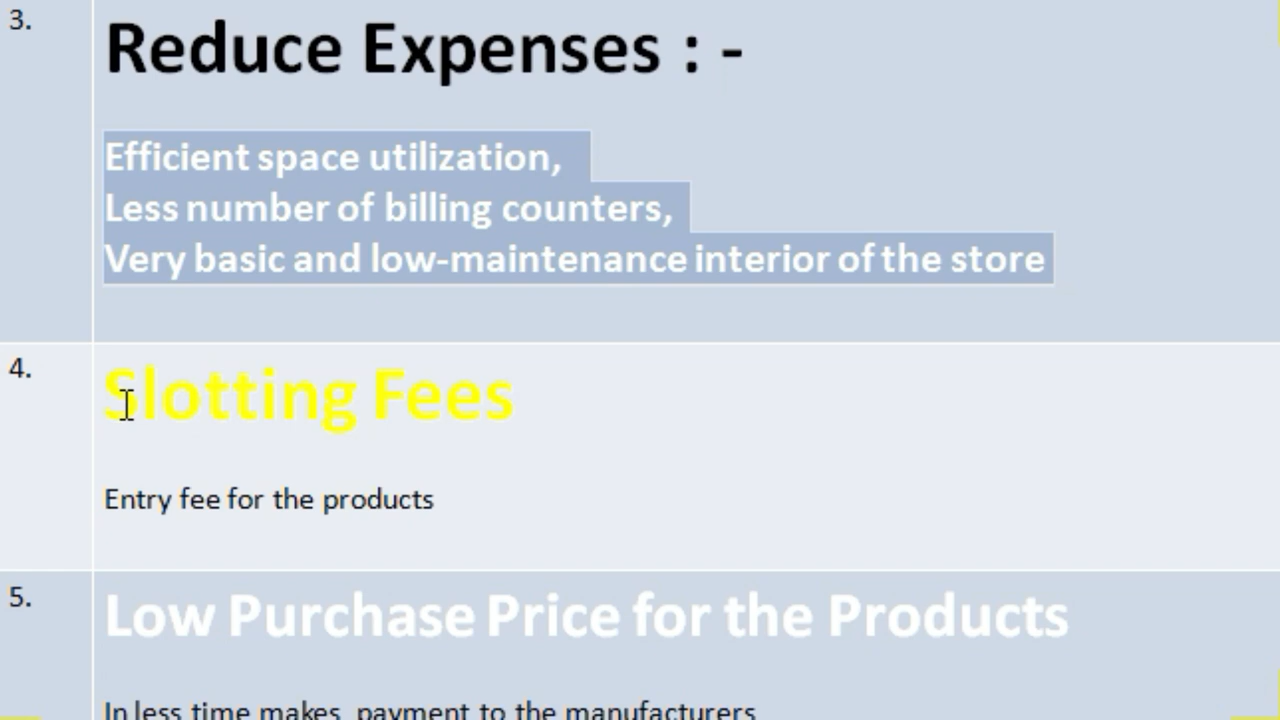 3.
Reduce Expenses : -
Efficient space utilization,
Less number of billing counters,
Very basic and low-maintenance interior of the store
4.
Slotting Fees
Entry fee for the products
5.
Low Purchase Price for the Products
In less time makes payment to the manufacturers